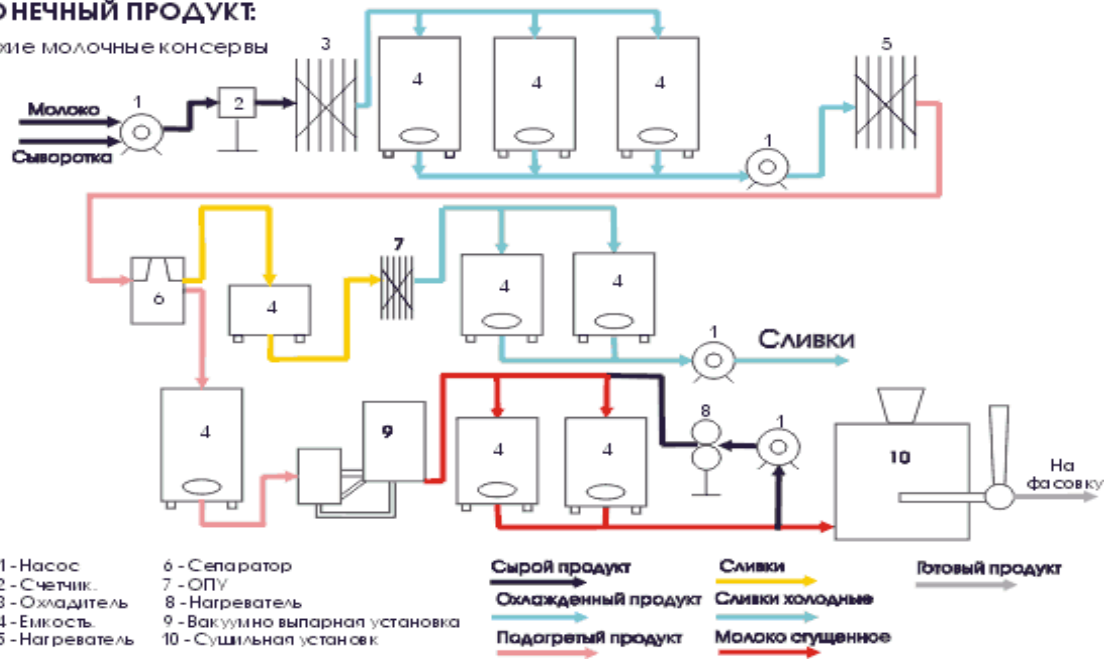 ОНЕЧНЫЙ ПРОДУКТ:
хие молочные консервы
3
5
4 4 4
1
2
Молоко
Сыворотка
1
7
6
4
4 4
1
Сливки
4
9
4 4
8
1
10
На
фасовку
1 - Насос
2 - Счетчик.
3 - Охладитель
4 - Емкость.
5 - Нагреватель
6 - Сепаратор
7 - ОПУ
8 - Нагреватель
9 - Вакуумно выпарная установка
10 - Сушильная установк
Сырой продукт
Охлажденный продукт
Подогретый продукт
Сливки
Сливки холодные
Молоко сгущенное
Готовый продукт